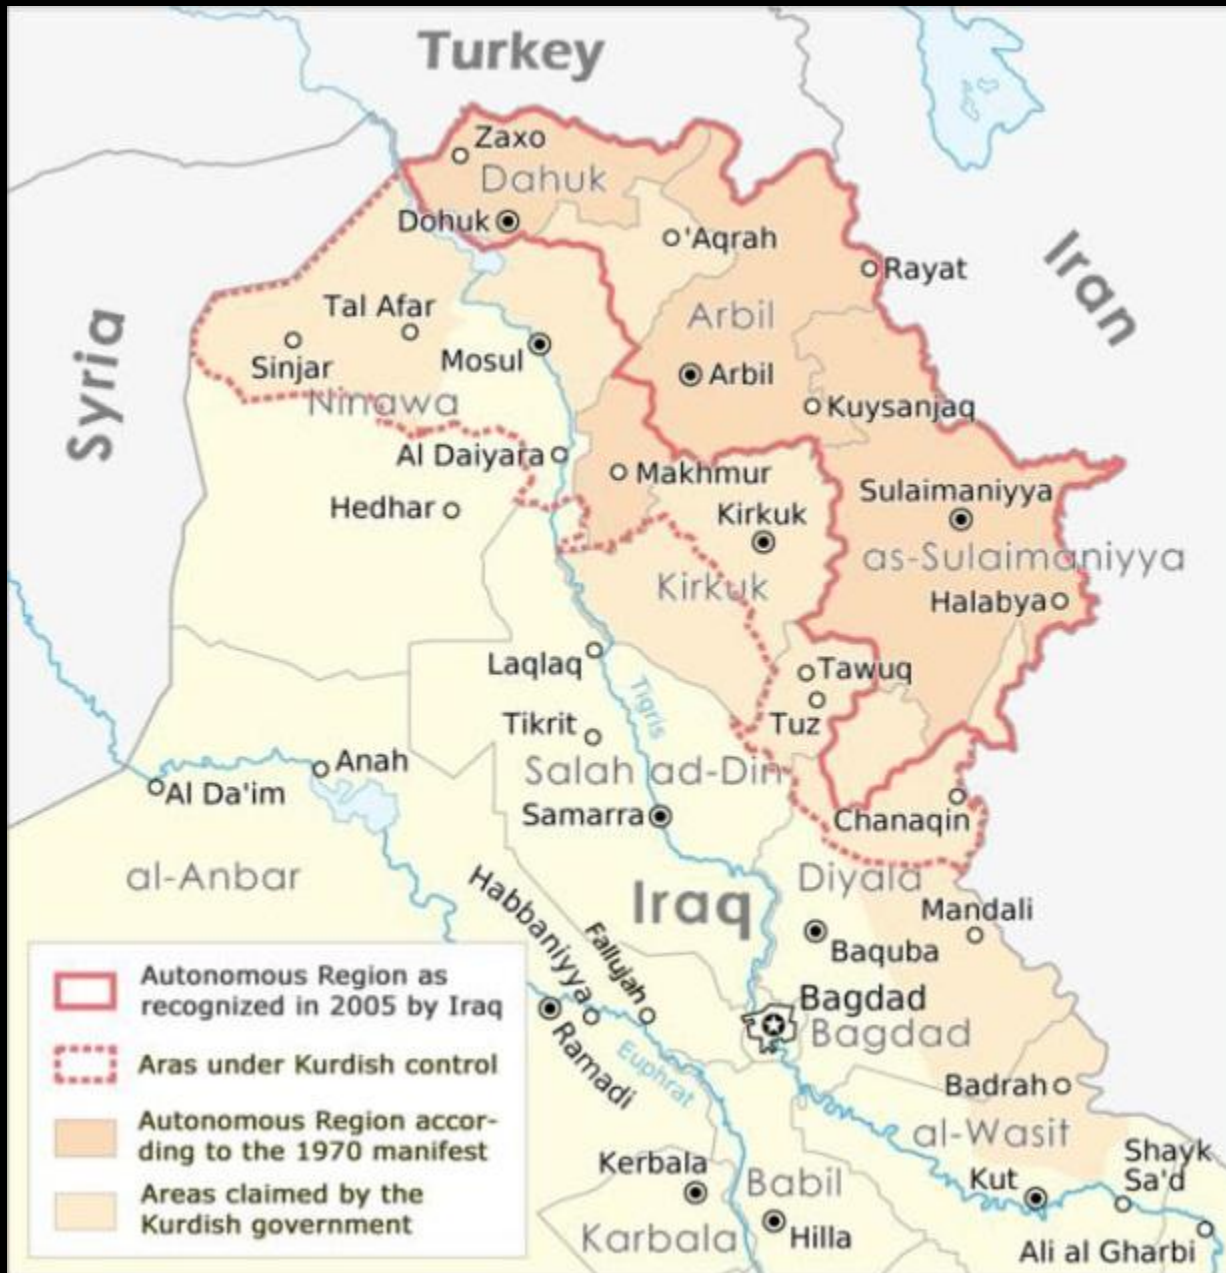 Turkey
Zaxo
Dahuk
Dohuk
'Aqrah
Rayat
Iran
Syria
Tal Afar
Arbil
Sinjar
Mosul
Arbil
Ninawa
Kuysanjaq
Al Daiyara
Makhmur
Hedhar
Sulaimaniyya
Kirkuk
as-Sulaimaniyya
Kirkuk
Halabya
Laqlaq
Tawuq
Tigris
Tikrit
Tuz
Anah
Salah ad-Din
Al Da'im
Samarra
Chanaqin
al-Anbar
Diyala
Habbaniyya
Iraq
Mandali
Fallujah
Baquba
Bagdad
Bagdad
Ramadi
Euphrat
Badrah
al-Wasit
Shayk
Sa'd
Kerbala
Babil
Kut
Karbala
Hilla
Ali al Gharbi
Autonomous Region as
recognized in 2005 by Iraq
Aras under Kurdish control
Autonomous Region accor-
ding to the 1970 manifest
Areas claimed by the
Kurdish government